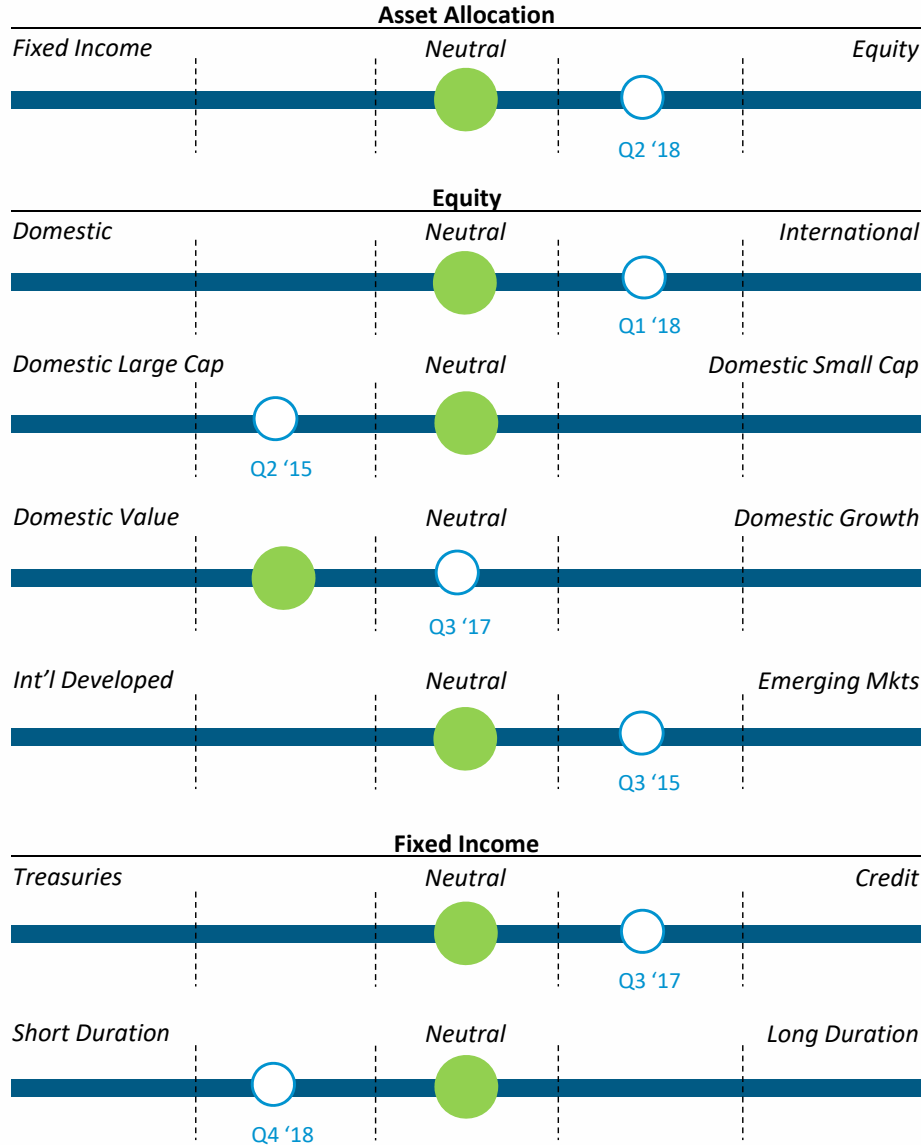 Asset Allocation
Fixed Income Neutral Equity
Q2 ‘18
Equity
Domestic Neutral International
Q1 ‘18
Domestic Large Cap Neutral Domestic Small Cap
Q2 ‘15
Domestic Value Neutral Domestic Growth
Q3 ‘17
Int’l Developed Neutral Emerging Mkts
Q3 ‘15
Fixed Income
Treasuries Neutral Credit
Q3 ‘17
Short Duration Neutral Long Duration
Q4 ‘18